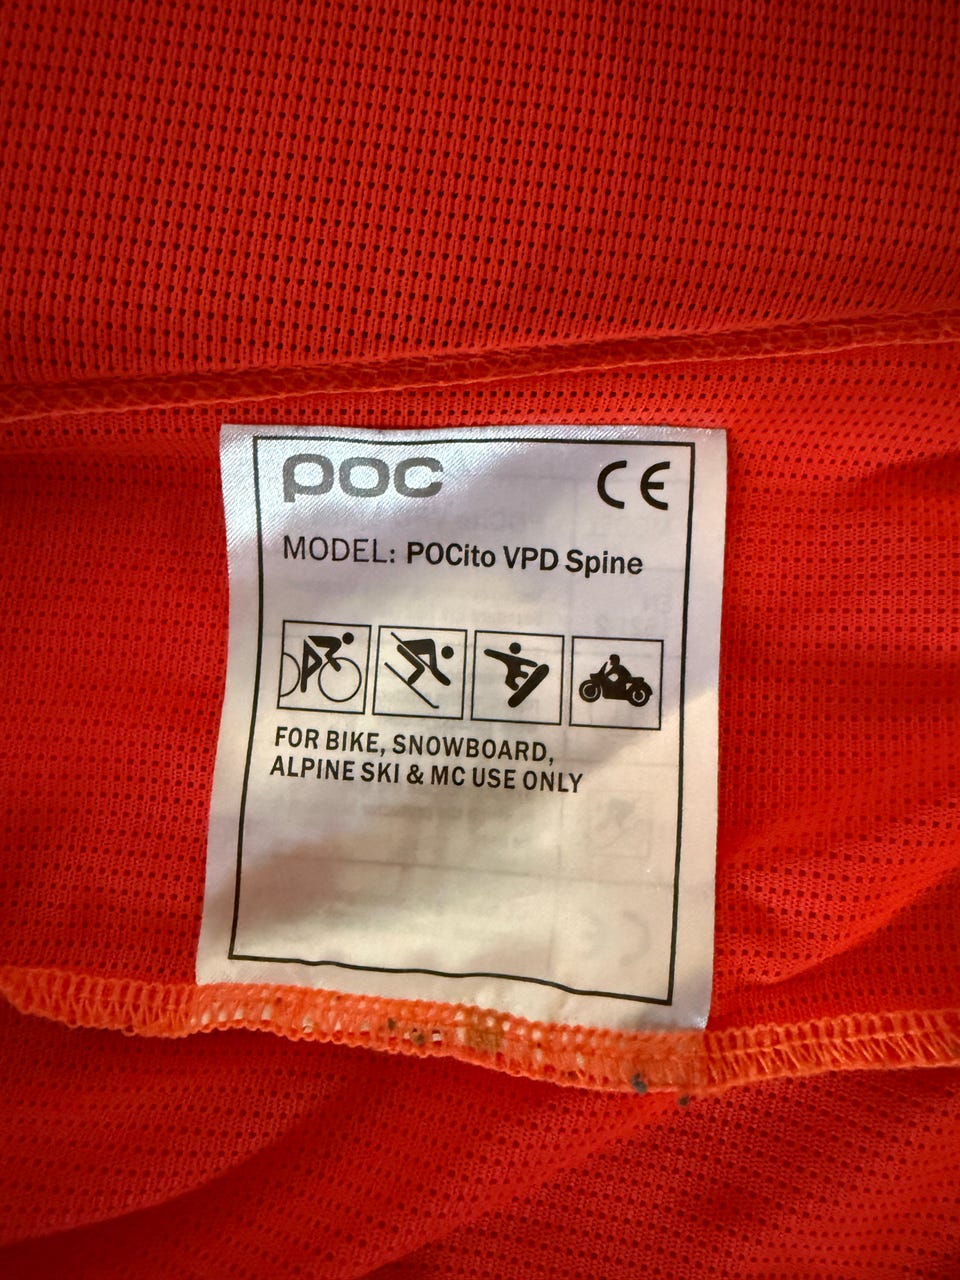 POC CE
MODEL: POCito VPD Spine
FOR BIKE, SNOWBOARD,
ALPINE SKI & MC USE ONLY